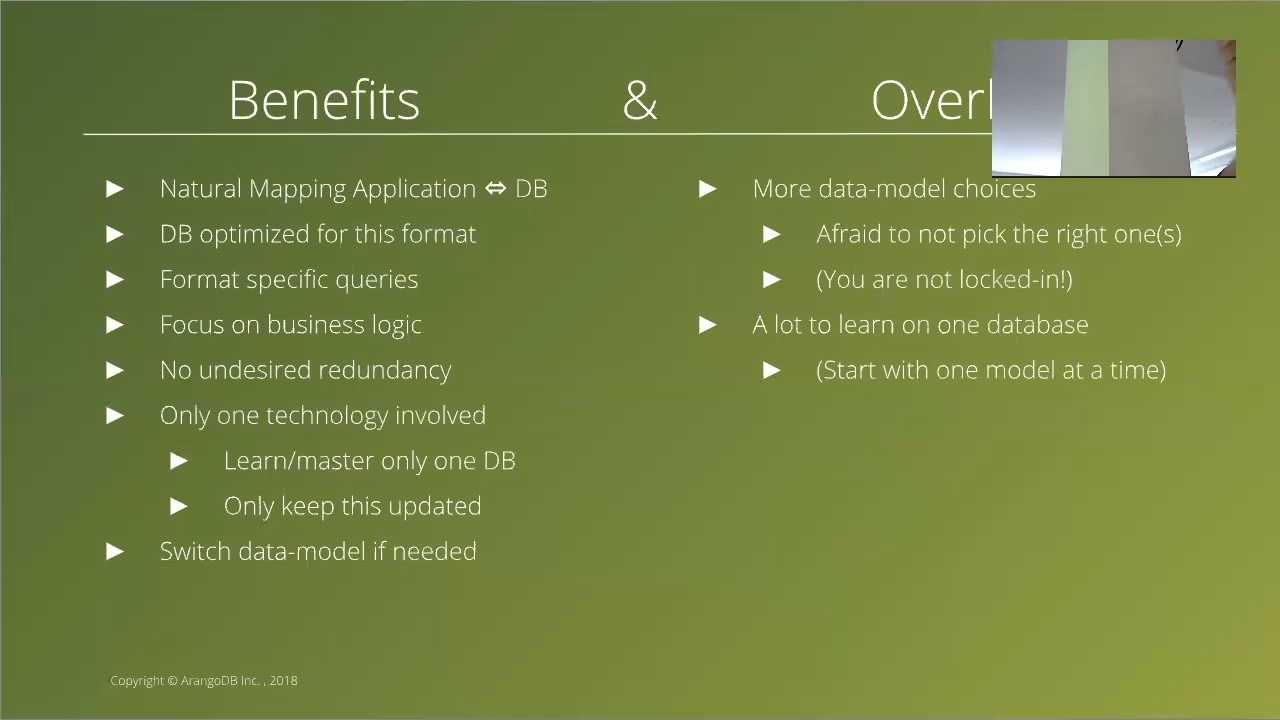 Benefits & 
► Natural Mapping Application ⇔ DB
► DB optimized for this format
► Format specific queries
► Focus on business logic
► No undesired redundancy
► Only one technology involved
► Learn/master only one DB
► Only keep this updated
► Switch data-model if needed
► More data-model choices
► Afraid to not pick the right one(s)
► (You are not locked-in!)
► A lot to learn on one database
► (Start with one model at a time)
Copyright © ArangoDB Inc. , 2018